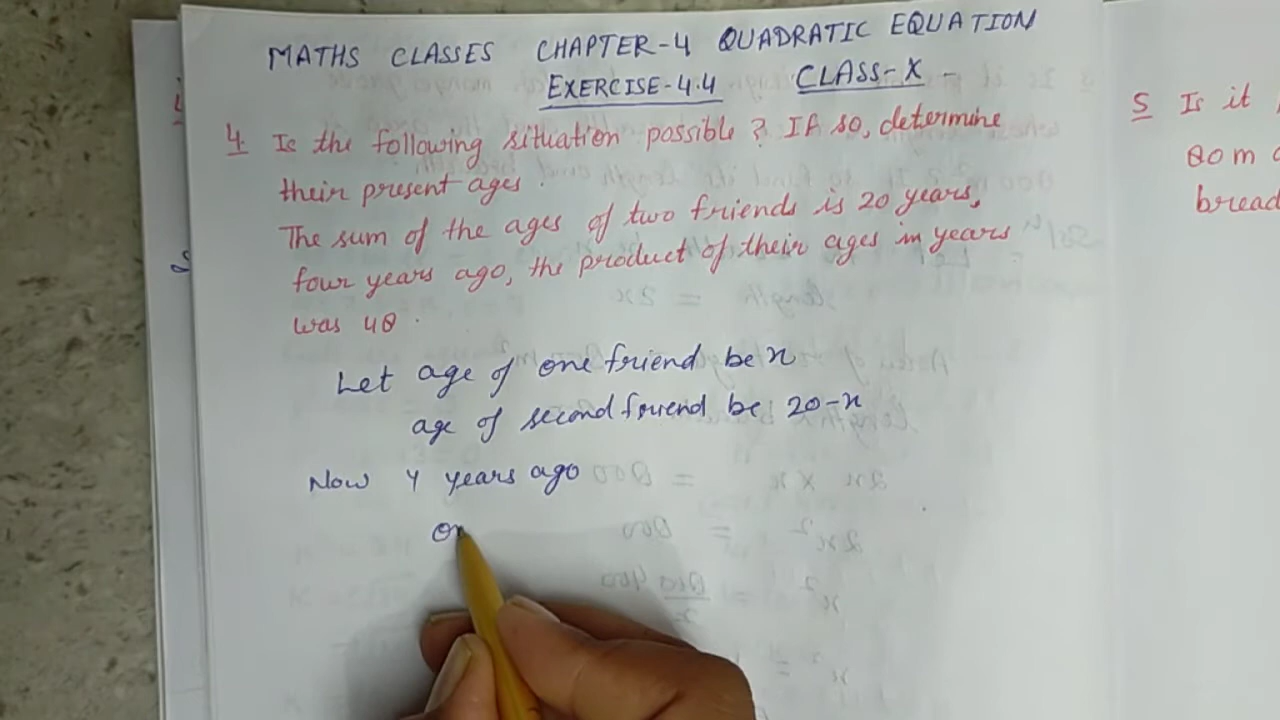 MATHS CLASSES CHAPTER-4 QUADRATIC EQUATION
EXERCISE-4.4 CLASS-X -
4 Is the following situation possible? If so, determine
their present ages.
The sum of the ages of two friends is 20 years,
four years ago, the product of their ages in years
was 48.
Let age of one friend be x
age of second friend be 20-x
Now 4 years ago
On
5 Is it
80m
bread